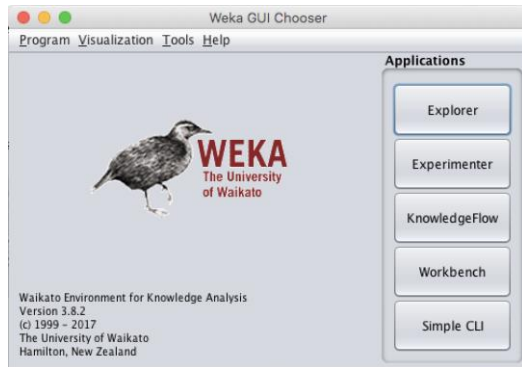 Weka GUI Chooser
Program Visualization Tools Help
Applications
WEKA
The University
of Waikato
Explorer
Experimenter
KnowledgeFlow
Workbench
Simple CLI
Waikato Environment for Knowledge Analysis
Version 3.8.2
(c) 1999 - 2017
The University of Waikato
Hamilton, New Zealand